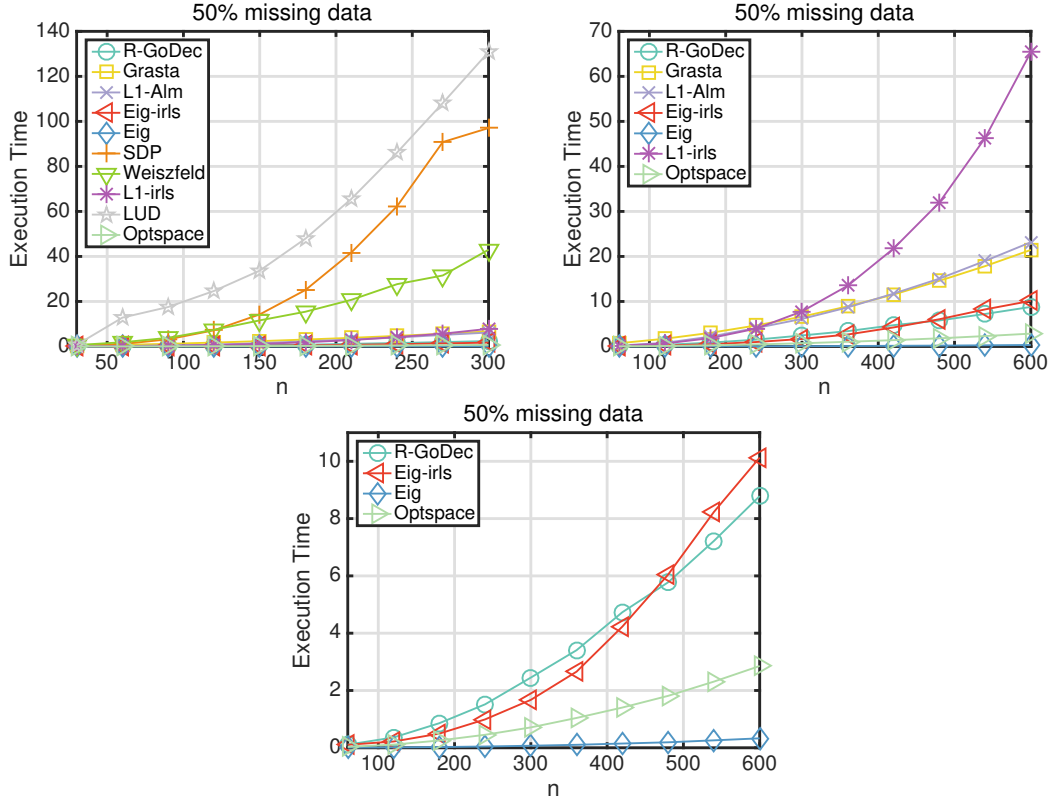 50% missing data
140
120
100
80
60
40
20
0
Execution Time
R-GoDec
Grasta
L1-Alm
Eig-irls
Eig
SDP
Weiszfeld
L1-irls
LUD
Optspace
50 100 150 200 250 300
n
50% missing data
70
60
50
40
30
20
10
0
Execution Time
R-GoDec
Grasta
L1-Alm
Eig-irls
Eig
L1-irls
Optspace
100 200 300 400 500 600
n
50% missing data
10
8
6
4
2
0
Execution Time
R-GoDec
Eig-irls
Eig
Optspace
100 200 300 400 500 600
n